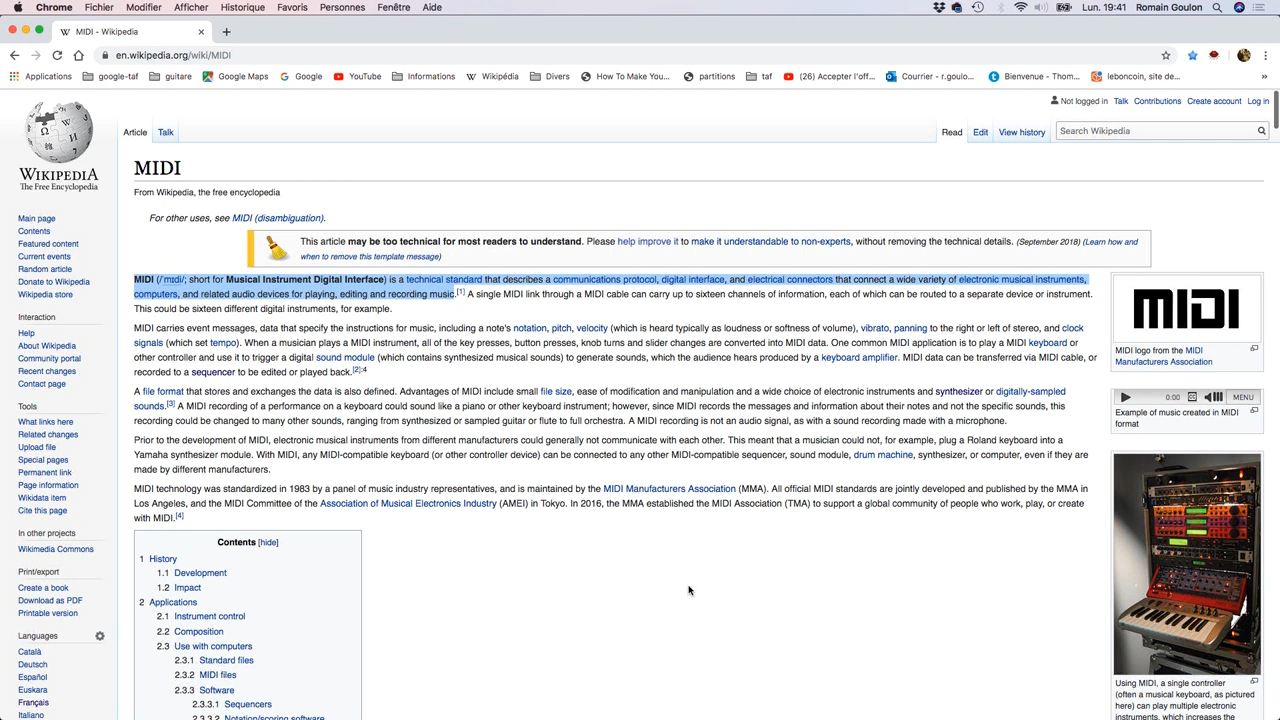 Chrome Fichier Modifier Afficher Historique Favoris Personnes Fenêtre Aide Lun. 19:41 Romain Goulon
MIDI - Wikipedia
en.wikipedia.org/wiki/MIDI
Applications google-taf guitare Google Maps Google YouTube Informations Wikipédia Divers How To Make You... partitions taf (26) Accepter l'off... Courrier - r.goulo... Bienvenue - Thom... leboncoin, site de... »
Not logged in Talk Contributions Create account Log in
Article Talk Read Edit View history Search Wikipedia
WIKIPEDIA
The Free Encyclopedia
Main page
Contents
Featured content
Current events
Random article
Donate to Wikipedia
Wikipedia store
Interaction
Help
About Wikipedia
Community portal
Recent changes
Contact page
Tools
What links here
Related changes
Upload file
Special pages
Permanent link
Page information
Wikidata item
Cite this page
In other projects
Wikimedia Commons
Print/export
Create a book
Download as PDF
Printable version
Languages
Català
Deutsch
Español
Euskara
Français
Italiano
MIDI
From Wikipedia, the free encyclopedia
For other uses, see MIDI (disambiguation).
This article may be too technical for most readers to understand. Please help improve it to make it understandable to non-experts, without removing the technical details. (September 2018) (Learn how and
when to remove this template message)
MIDI (/ˈmɪdi/; short for Musical Instrument Digital Interface) is a technical standard that describes a communications protocol, digital interface, and electrical connectors that connect a wide variety of electronic musical instruments,
computers, and related audio devices for playing, editing and recording music.[1] A single MIDI link through a MIDI cable can carry up to sixteen channels of information, each of which can be routed to a separate device or instrument.
This could be sixteen different digital instruments, for example.
MIDI carries event messages, data that specify the instructions for music, including a note's notation, pitch, velocity (which is heard typically as loudness or softness of volume), vibrato, panning to the right or left of stereo, and clock
signals (which set tempo). When a musician plays a MIDI instrument, all of the key presses, button presses, knob turns and slider changes are converted into MIDI data. One common MIDI application is to play a MIDI keyboard or
other controller and use it to trigger a digital sound module (which contains synthesized musical sounds) to generate sounds, which the audience hears produced by a keyboard amplifier. MIDI data can be transferred via MIDI cable, or
recorded to a sequencer to be edited or played back.[2]:4
A file format that stores and exchanges the data is also defined. Advantages of MIDI include small file size, ease of modification and manipulation and a wide choice of electronic instruments and synthesizer or digitally-sampled
sounds.[3] A MIDI recording of a performance on a keyboard could sound like a piano or other keyboard instrument; however, since MIDI records the messages and information about their notes and not the specific sounds, this
recording could be changed to many other sounds, ranging from synthesized or sampled guitar or flute to full orchestra. A MIDI recording is not an audio signal, as with a sound recording made with a microphone.
Prior to the development of MIDI, electronic musical instruments from different manufacturers could generally not communicate with each other. This meant that a musician could not, for example, plug a Roland keyboard into a
Yamaha synthesizer module. With MIDI, any MIDI-compatible keyboard (or other controller device) can be connected to any other MIDI-compatible sequencer, sound module, drum machine, synthesizer, or computer, even if they are
made by different manufacturers.
MIDI technology was standardized in 1983 by a panel of music industry representatives, and is maintained by the MIDI Manufacturers Association (MMA). All official MIDI standards are jointly developed and published by the MMA in
Los Angeles, and the MIDI Committee of the Association of Musical Electronics Industry (AMEI) in Tokyo. In 2016, the MMA established the MIDI Association (TMA) to support a global community of people who work, play, or create
with MIDI.[4]
Contents [hide]
1 History
1.1 Development
1.2 Impact
2 Applications
2.1 Instrument control
2.2 Composition
2.3 Use with computers
2.3.1 Standard files
2.3.2 MIDI files
2.3.3 Software
2.3.3.1 Sequencers
2.3.3.2 Notation/scoring software
MIDI
MIDI logo from the MIDI
Manufacturers Association
0:00 MENU
Example of music created in MIDI
format
Using MIDI, a single controller
(often a musical keyboard, as pictured
here) can play multiple electronic
instruments, which increases the